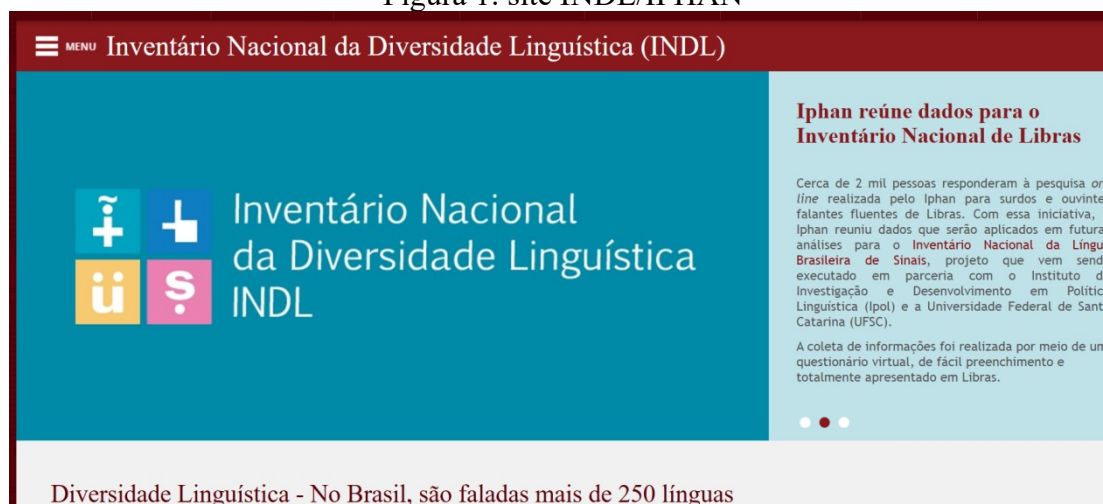 Figura 1: site INDL/IPHAN
MENU Inventário Nacional da Diversidade Linguística (INDL)
Inventário Nacional
da Diversidade Linguística
INDL
Iphan reúne dados para o
Inventário Nacional de Libras
Cerca de 2 mil pessoas responderam à pesquisa on
line realizada pelo Iphan para surdos e ouvinte
falantes fluentes de Libras. Com essa iniciativa,
Iphan reuniu dados que serão aplicados em futura
análises para o Inventário Nacional da Língu
Brasileira de Sinais, projeto que vem send
executado em parceria com o Instituto d
Investigação e Desenvolvimento em Polític
Linguística (Ipol) e a Universidade Federal de Sant
Catarina (UFSC).
A coleta de informações foi realizada por meio de um
questionário virtual, de fácil preenchimento e
totalmente apresentado em Libras.
Diversidade Linguística - No Brasil, são faladas mais de 250 línguas